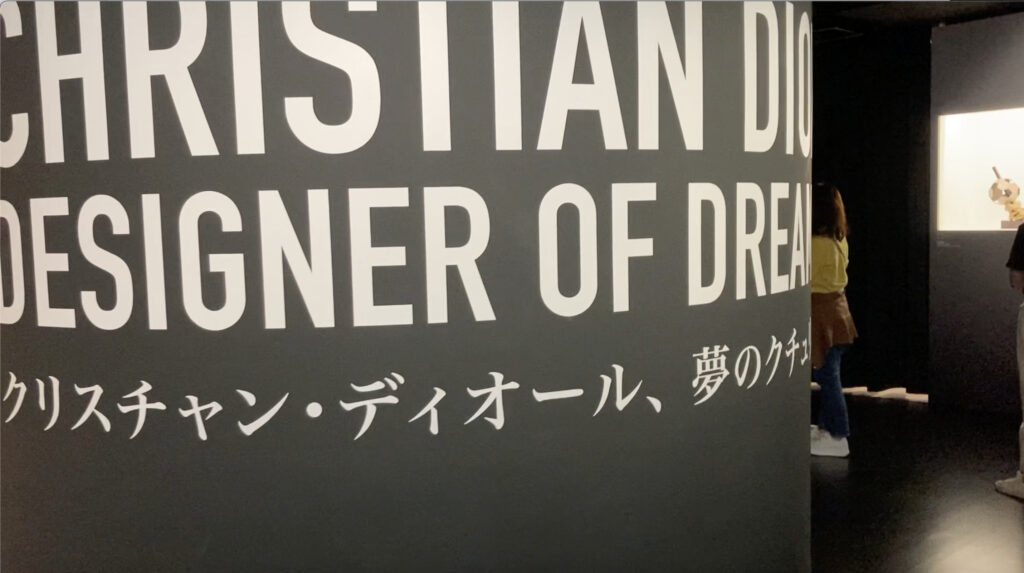 CHRISTIAN DIO
DESIGNER OF DREA
クリスチャン・ディオール、夢のクチュ